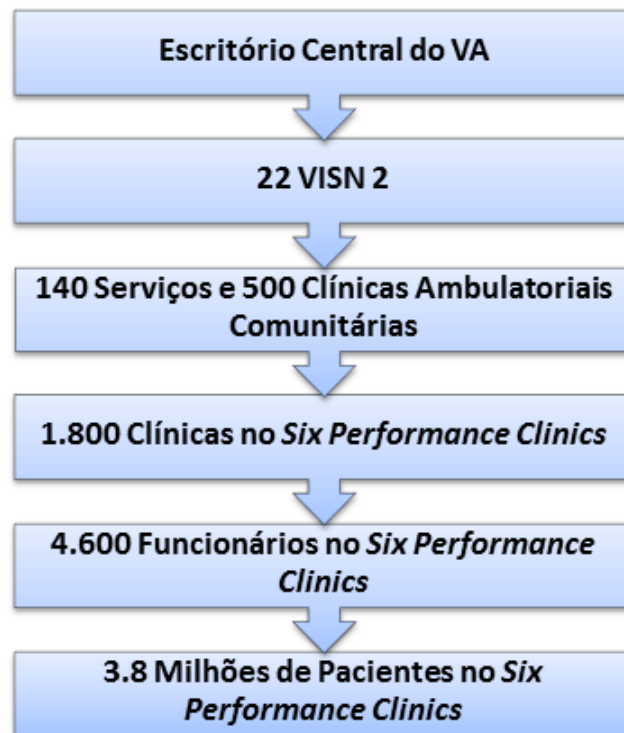 Escritório Central do VA
22 VISN 2
140 Serviços e 500 Clínicas Ambulatoriais
Comunitárias
1.800 Clínicas no Six Performance Clinics
4.600 Funcionários no Six Performance
Clinics
3.8 Milhões de Pacientes no Six
Performance Clinics